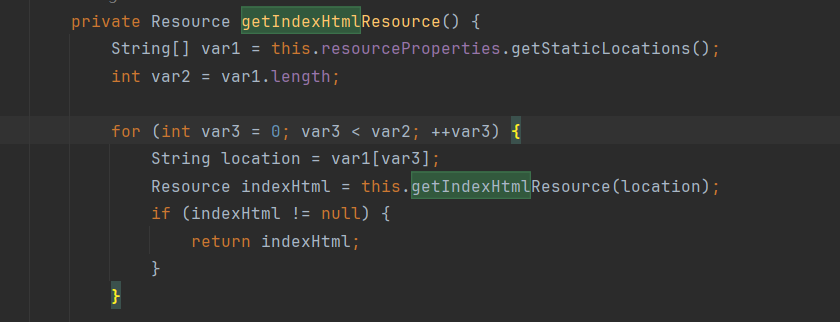 private Resource getIndexHtmlResource() {
String[] var1 = this.resourceProperties.getStaticLocations();
int var2 = var1.length;
for (int var3 = 0; var3 < var2; ++var3) {
String location = var1[var3];
Resource indexHtml = this.getIndexHtmlResource(location);
if (indexHtml != null) {
return indexHtml;
}
}